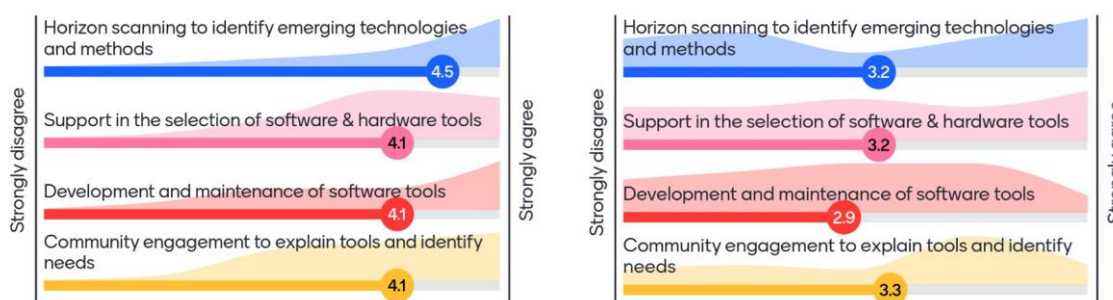 Strongly disagree
Horizon scanning to identify emerging technologies
and methods
4.5
Support in the selection of software & hardware tools
4.1
Development and maintenance of software tools
4.1
Community engagement to explain tools and identify
needs
4.1
Strongly agree
Strongly disagree
Horizon scanning to identify emerging technologies
and methods
3.2
Support in the selection of software & hardware tools
3.2
Development and maintenance of software tools
2.9
Community engagement to explain tools and identify
needs
3.3